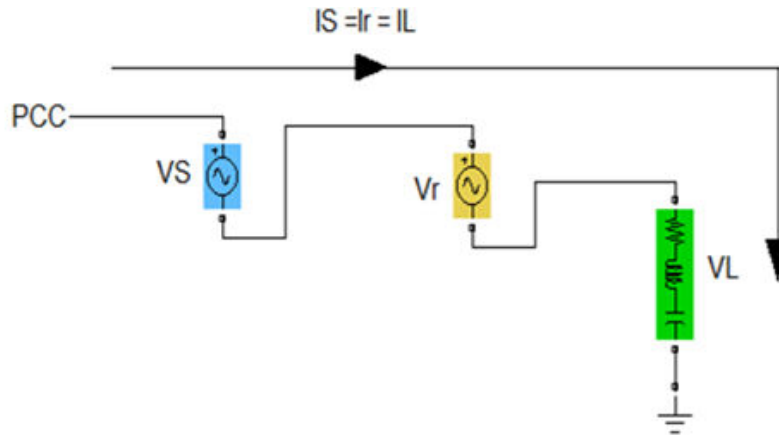 IS =Ir = IL
PCC
VS
Vr
VL